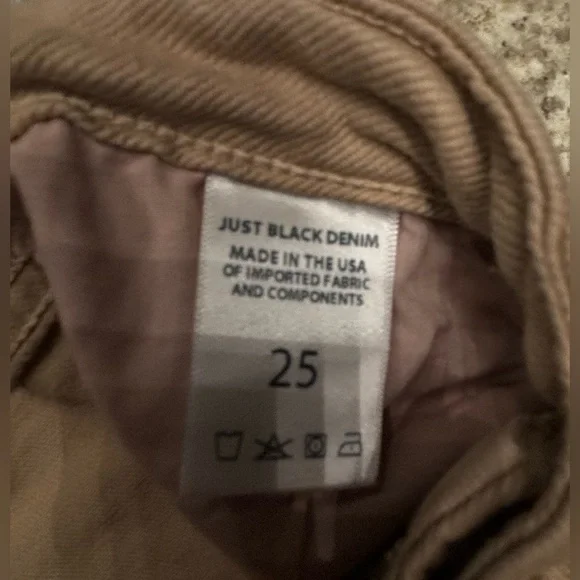 JUST BLACK DENIM
MADE IN THE USA
OF IMPORTED FABRIC
AND COMPONENTS
25